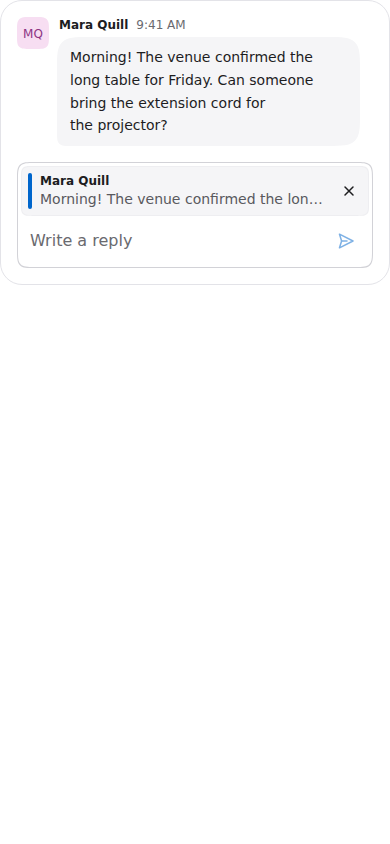 MQ
Mara Quill 9:41 AM
Morning! The venue confirmed the
long table for Friday. Can someone
bring the extension cord for
the projector?
Mara Quill
Morning! The venue confirmed the lon…
Write a reply